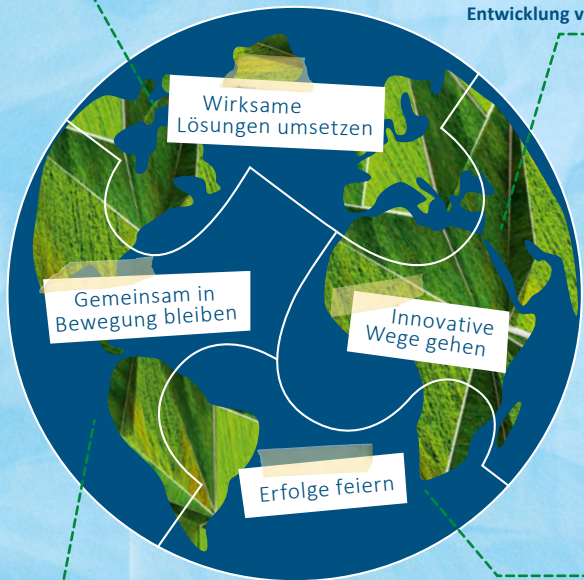 Entwicklung v
Wirksame
Lösungen umsetzen
Gemeinsam in
Bewegung bleiben
Innovative
Wege gehen
Erfolge feiern